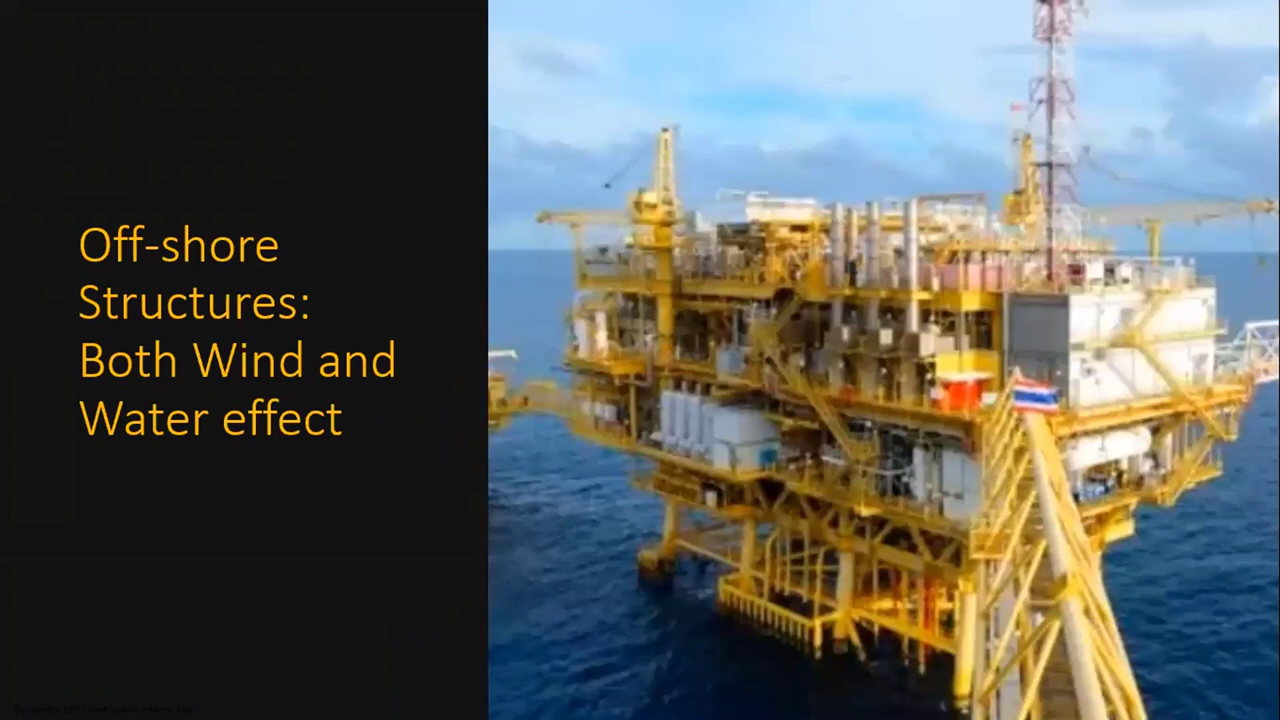 Off-shore
Structures:
Both Wind and
Water effect